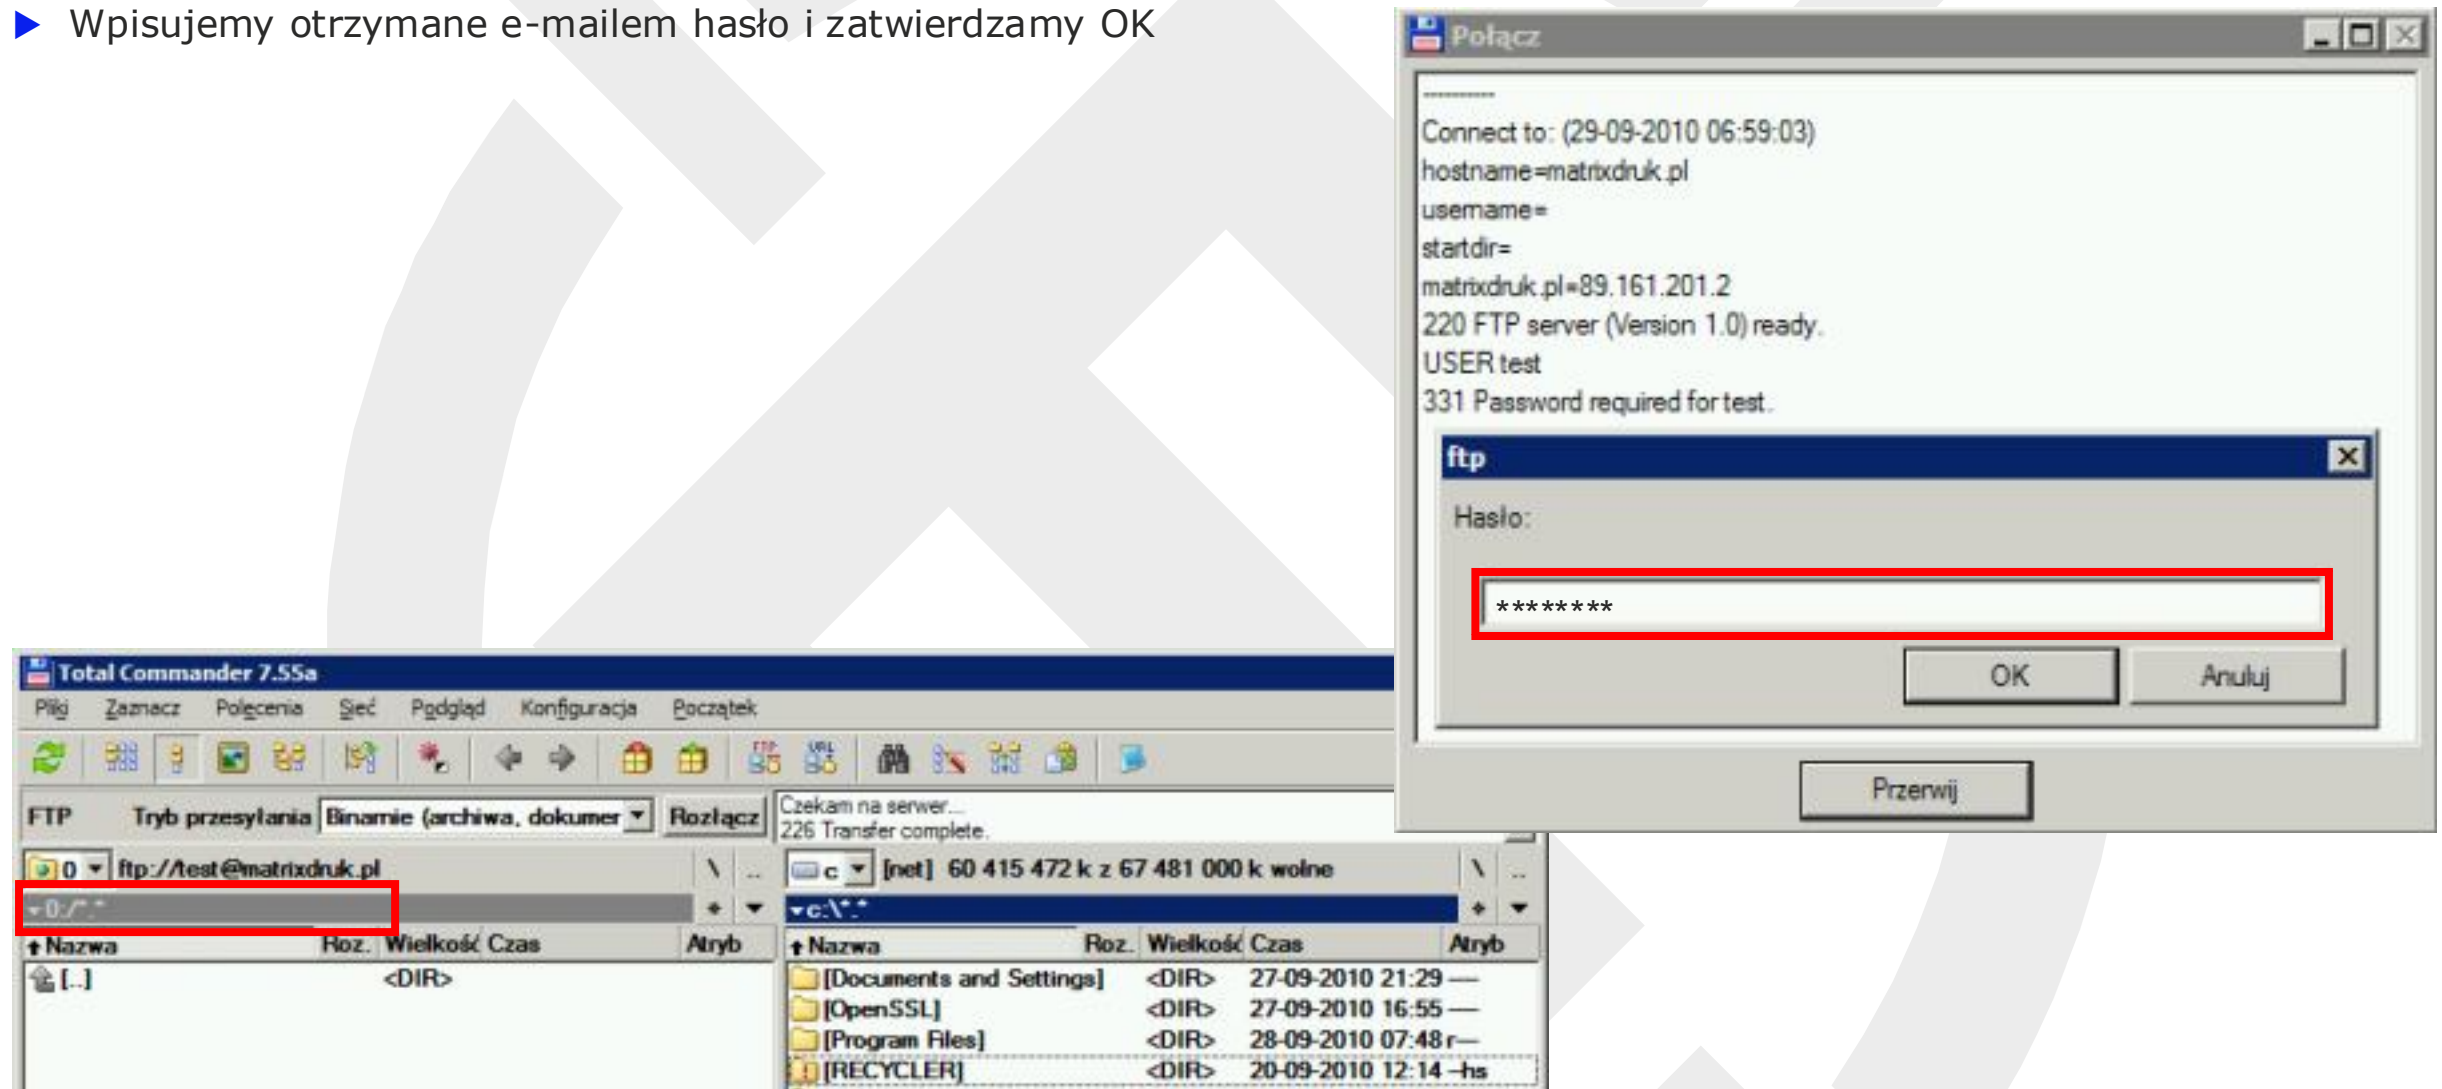 Wpisujemy otrzymane e-mailem hasło i zatwierdzamy OK
Połącz
----------
Connect to: (29-09-2010 06:59:03)
hostname=matrixdruk.pl
username=
startdir=
matrixdruk.pl=89.161.201.2
220 FTP server (Version 1.0) ready.
USER test
331 Password required for test.
ftp
Hasło:
********
OK Anuluj
Przerwij
Total Commander 7.55a
Pliki Zaznacz Polecenia Sieć Podgląd Konfiguracja Początek
FTP URL
FTP Tryb przesyłania Binarnie (archiwa, dokumer Rozłącz
Czekam na serwer...
226 Transfer complete.
0 ftp://test@matrixdruk.pl \ ..
c [net] 60 415 472 k z 67 481 000 k wolne \ ..
0:/*.*
c:\*.*
Nazwa Roz. Wielkość Czas Atryb
[..] <DIR>
Nazwa Roz. Wielkość Czas Atryb
[Documents and Settings] <DIR> 27-09-2010 21:29 ----
[OpenSSL] <DIR> 27-09-2010 16:55 ----
[Program Files] <DIR> 28-09-2010 07:48 r---
[RECYCLER] <DIR> 20-09-2010 12:14 --hs